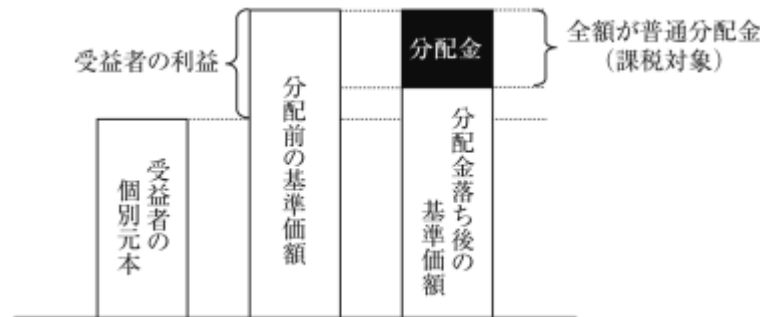 受益者の利益
受益者の
個別元本
分配前の基準価額
分配金
分配金落ち後の
基準価額
全額が普通分配金
（課税対象）